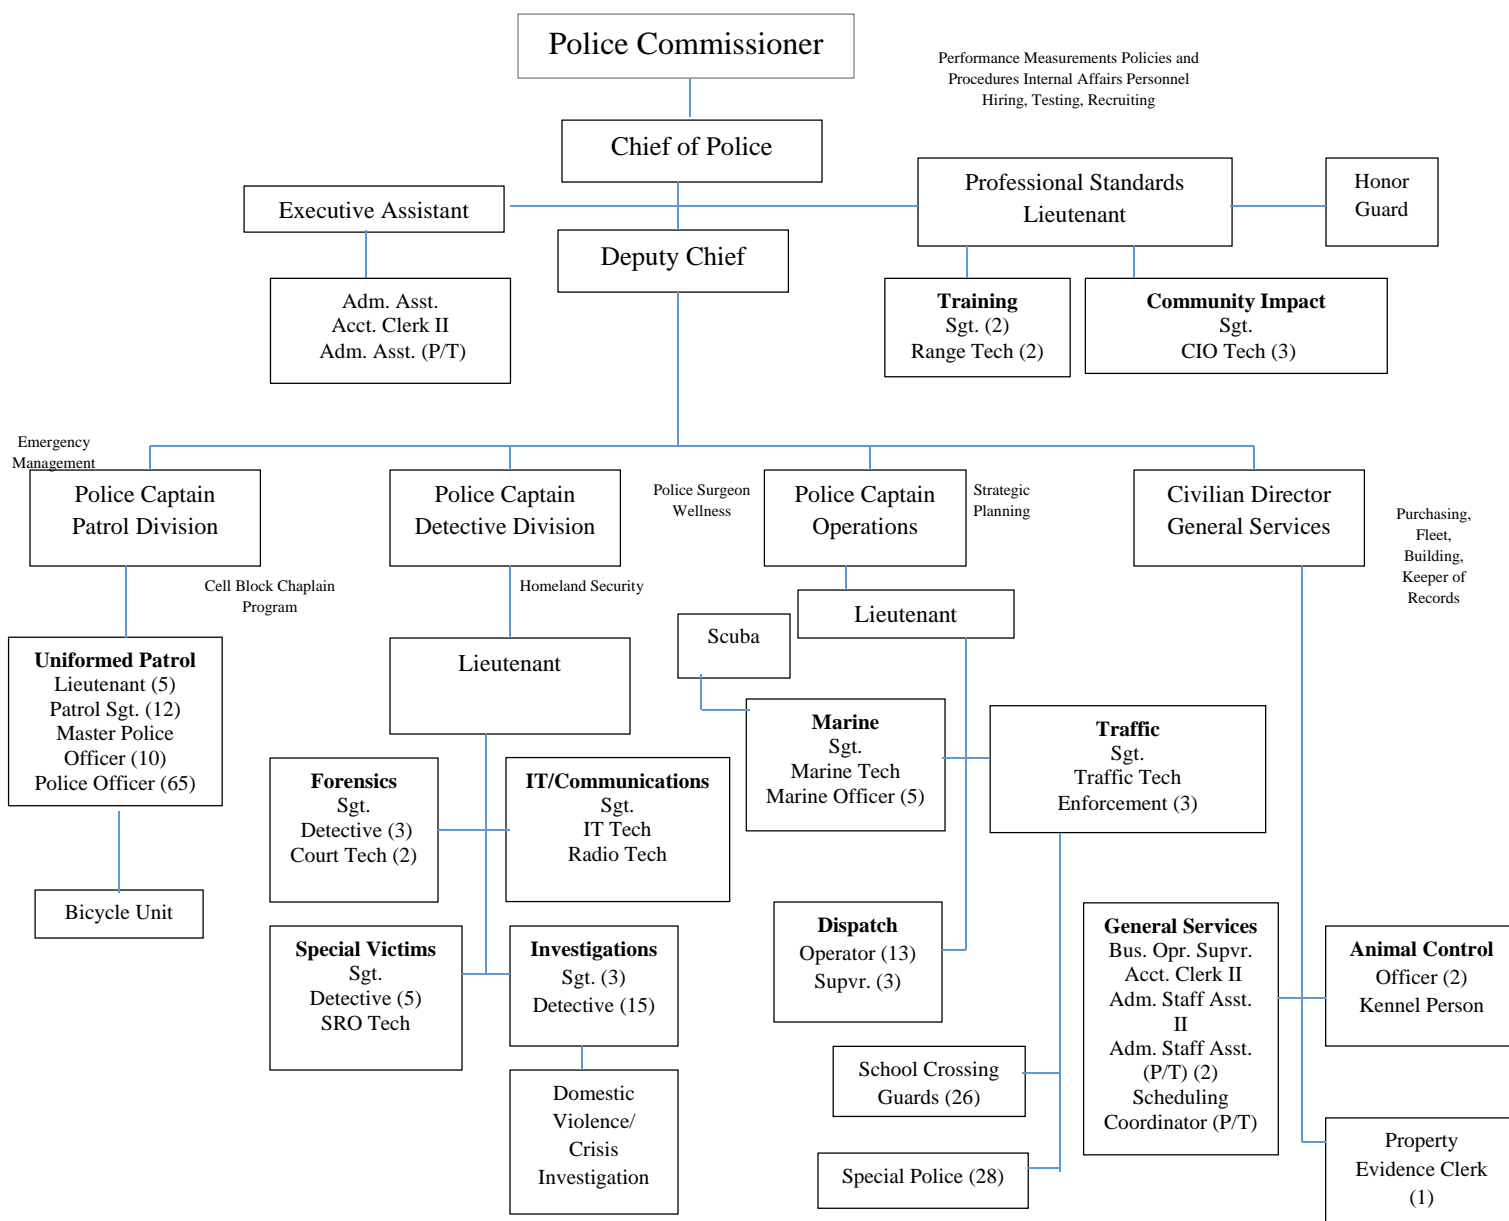 Police Commissioner
Performance Measurements Policies and
Procedures Internal Affairs Personnel
Hiring, Testing, Recruiting
Chief of Police
Executive Assistant
Professional Standards
Lieutenant
Honor
Guard
Deputy Chief
Adm. Asst.
Acct. Clerk II
Adm. Asst. (P/T)
Training
Sgt. (2)
Range Tech (2)
Community Impact
Sgt.
CIO Tech (3)
Emergency
Management
Police Captain
Patrol Division
Police Captain
Detective Division
Police Surgeon
Wellness
Police Captain
Operations
Strategic
Planning
Civilian Director
General Services
Purchasing,
Fleet,
Building,
Keeper of
Records
Cell Block Chaplain
Program
Homeland Security
Lieutenant
Scuba
Uniformed Patrol
Lieutenant (5)
Patrol Sgt. (12)
Master Police
Officer (10)
Police Officer (65)
Lieutenant
Marine
Sgt.
Marine Tech
Marine Officer (5)
Traffic
Sgt.
Traffic Tech
Enforcement (3)
Forensics
Sgt.
Detective (3)
Court Tech (2)
IT/Communications
Sgt.
IT Tech
Radio Tech
Bicycle Unit
Special Victims
Sgt.
Detective (5)
SRO Tech
Investigations
Sgt. (3)
Detective (15)
Dispatch
Operator (13)
Supvr. (3)
General Services
Bus. Opr. Supvr.
Acct. Clerk II
Adm. Staff Asst.
II
Adm. Staff Asst.
(P/T) (2)
Scheduling
Coordinator (P/T)
Animal Control
Officer (2)
Kennel Person
Domestic
Violence/
Crisis
Investigation
School Crossing
Guards (26)
Special Police (28)
Property
Evidence Clerk
(1)